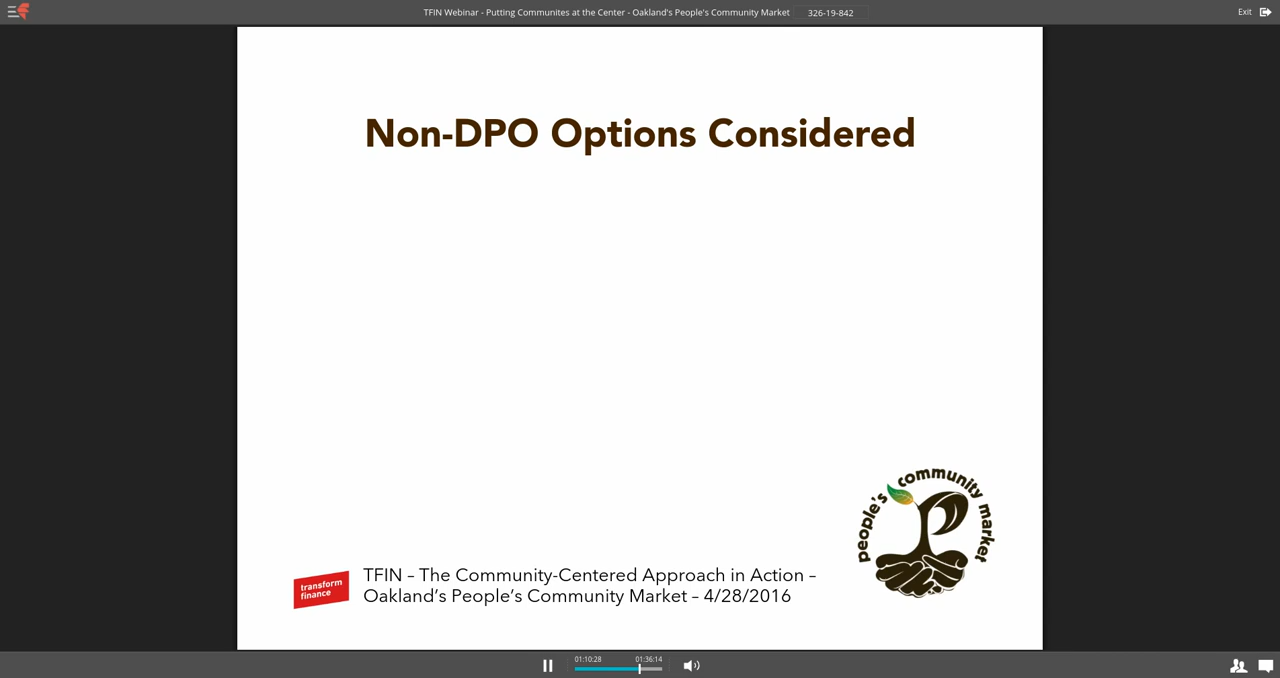 TFIN Webinar - Putting Communites at the Center - Oakland's People's Community Market 326-19-842 Exit
Non-DPO Options Considered
people's community market
transform
finance
TFIN – The Community-Centered Approach in Action –
Oakland's People's Community Market – 4/28/2016
01:10:28 01:36:14